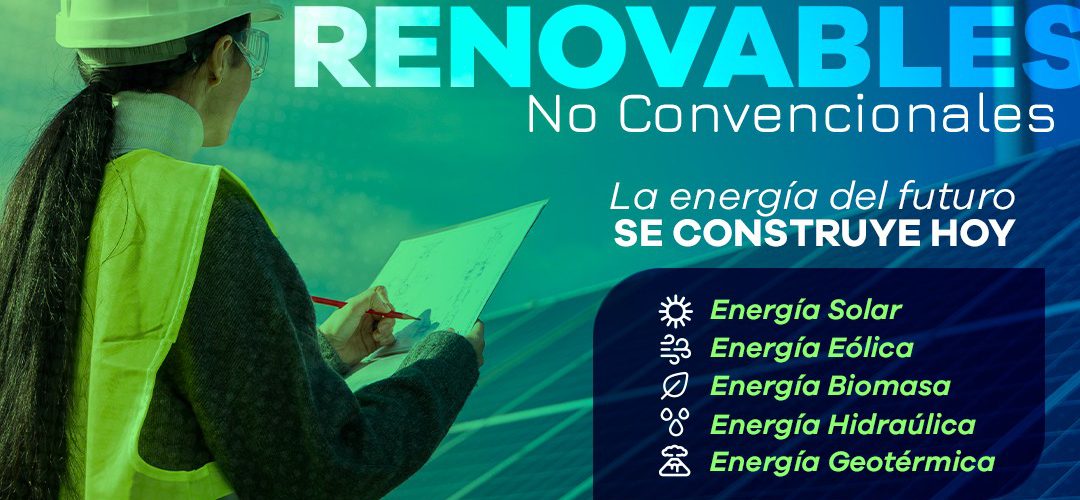 RENOVABLES
No Convencionales
La energía del futuro
SE CONSTRUYE HOY
Energía Solar
Energía Eólica
Energía Biomasa
Energía Hidraúlica
Energía Geotérmica